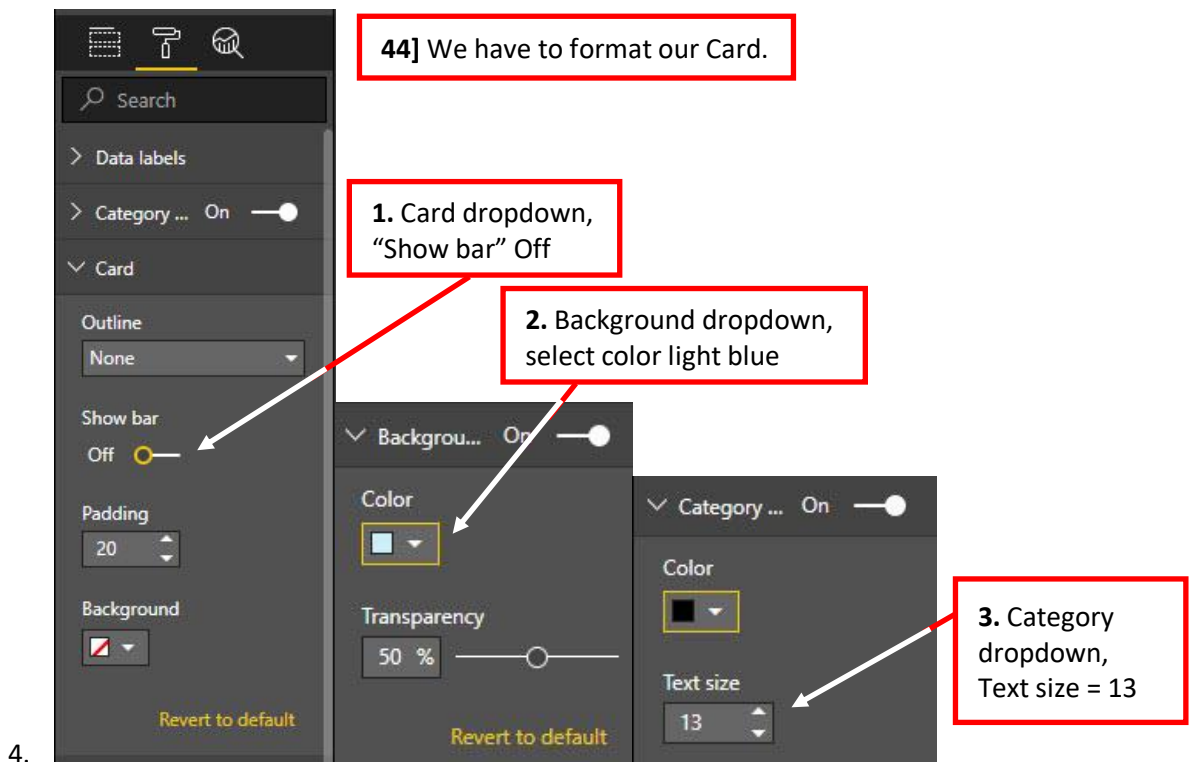 44] We have to format our Card.
Search
Data labels
Category ... On
1. Card dropdown,
“Show bar” Off
Card
Outline
None
2. Background dropdown,
select color light blue
Show bar
Off
Padding
20
Background
Revert to default
Backgrou... On
Color
Transparency
50 %
Revert to default
Category ... On
Color
Text size
13
3. Category
dropdown,
Text size = 13
4.